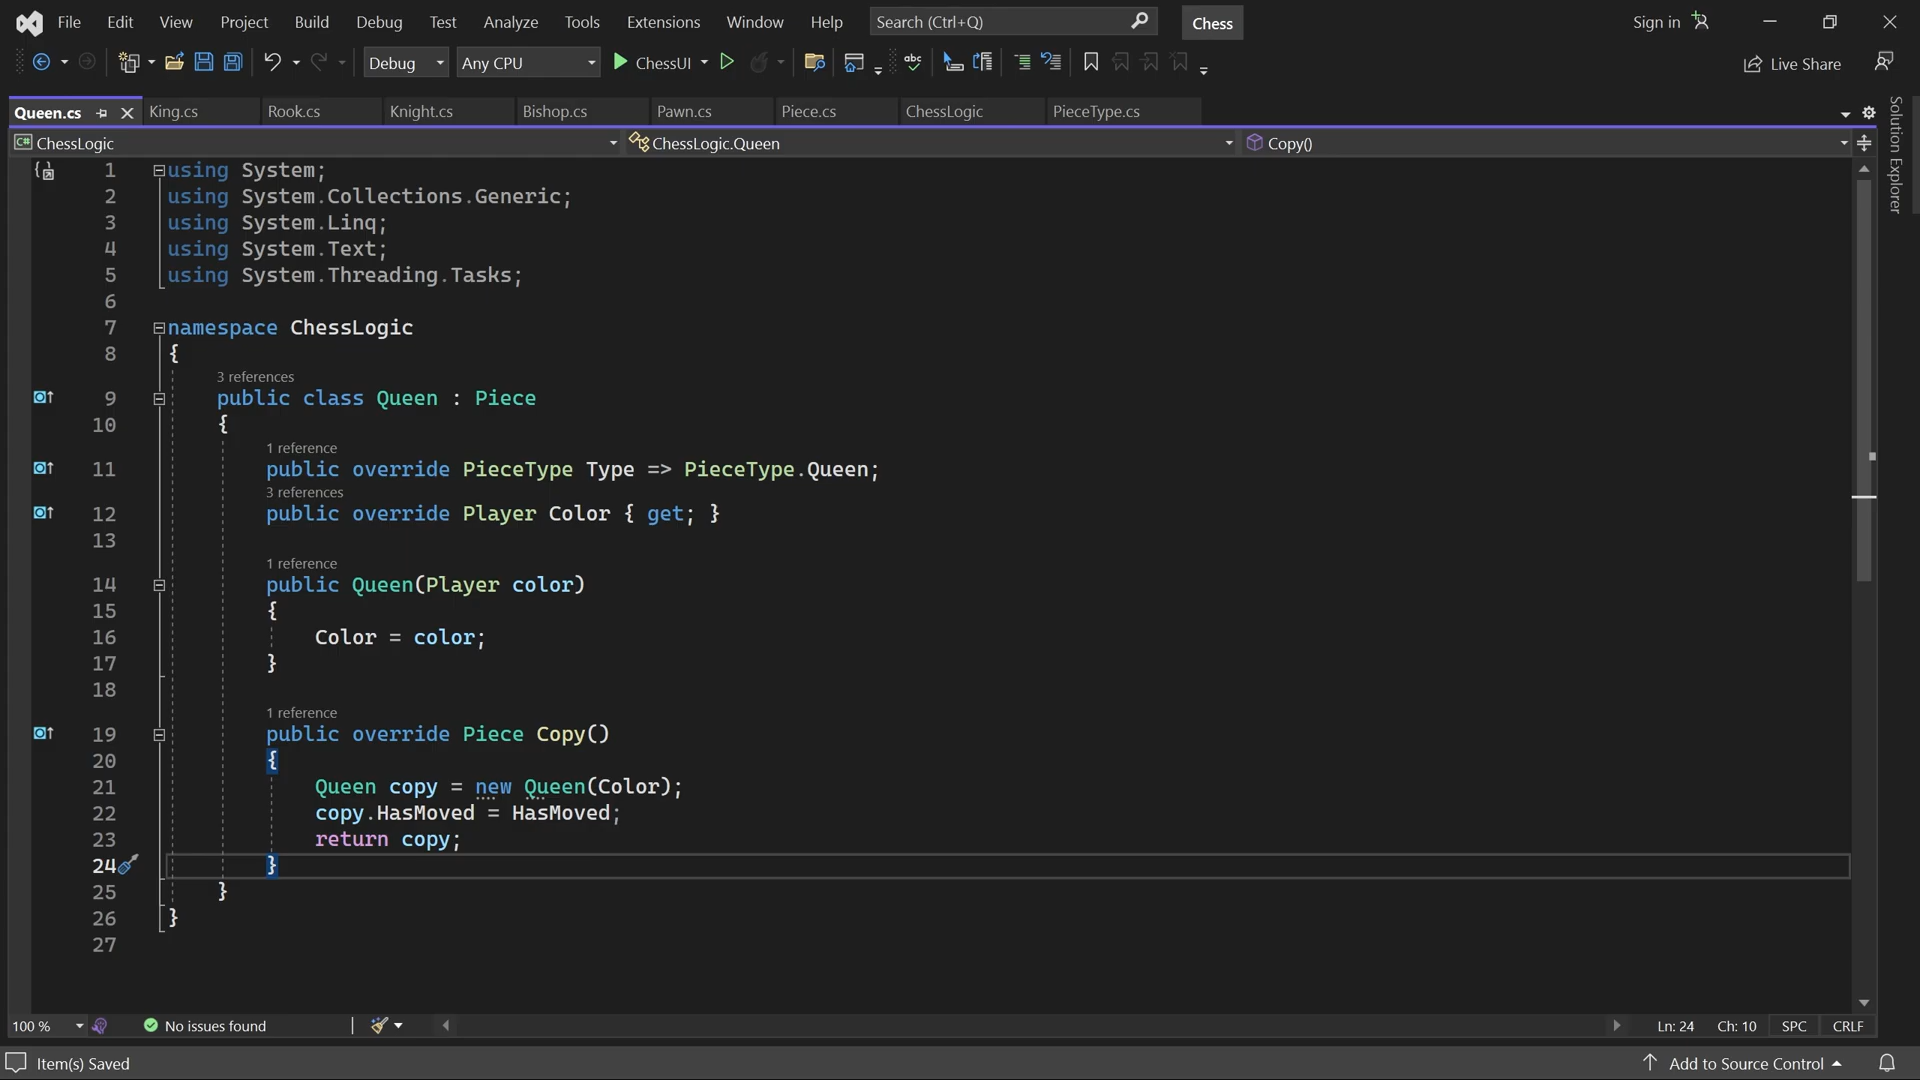 File Edit View Project Build Debug Test Analyze Tools Extensions Window Help Search (Ctrl+Q) Chess Sign in
Debug Any CPU ChessUI abc Live Share
Queen.cs King.cs Rook.cs Knight.cs Bishop.cs Pawn.cs Piece.cs ChessLogic PieceType.cs
Solution Explorer
C# ChessLogic ChessLogic.Queen Copy()
1 using System;
2 using System.Collections.Generic;
3 using System.Linq;
4 using System.Text;
5 using System.Threading.Tasks;
6
7 namespace ChessLogic
8 {
3 references
9 public class Queen : Piece
10 {
1 reference
11 public override PieceType Type => PieceType.Queen;
3 references
12 public override Player Color { get; }
13
1 reference
14 public Queen(Player color)
15 {
16 Color = color;
17 }
18
1 reference
19 public override Piece Copy()
20 {
21 Queen copy = new Queen(Color);
22 copy.HasMoved = HasMoved;
23 return copy;
24 }
25 }
26 }
27
100 % No issues found Ln: 24 Ch: 10 SPC CRLF
Item(s) Saved Add to Source Control